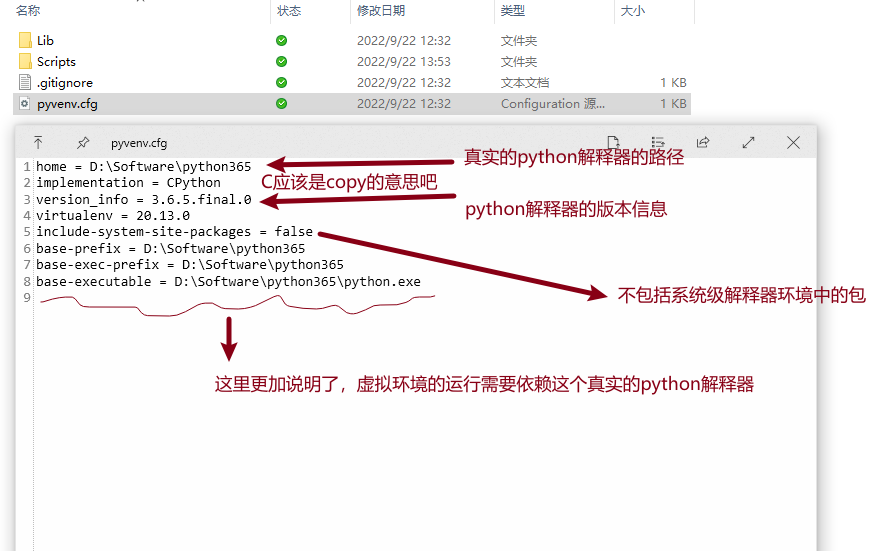 名称 状态 修改日期 类型 大小
Lib 2022/9/22 12:32 文件夹
Scripts 2022/9/22 13:53 文件夹
.gitignore 2022/9/22 12:32 文本文档 1 KB
pyvenv.cfg 2022/9/22 12:32 Configuration 源... 1 KB
pyvenv.cfg
1 home = D:\Software\python365 真实的python解释器的路径
2 implementation = CPython C应该是copy的意思吧
3 version_info = 3.6.5.final.0 python解释器的版本信息
4 virtualenv = 20.13.0
5 include-system-site-packages = false
6 base-prefix = D:\Software\python365
7 base-exec-prefix = D:\Software\python365
8 base-executable = D:\Software\python365\python.exe
9
不包括系统级解释器环境中的包
这里更加说明了，虚拟环境的运行需要依赖这个真实的python解释器